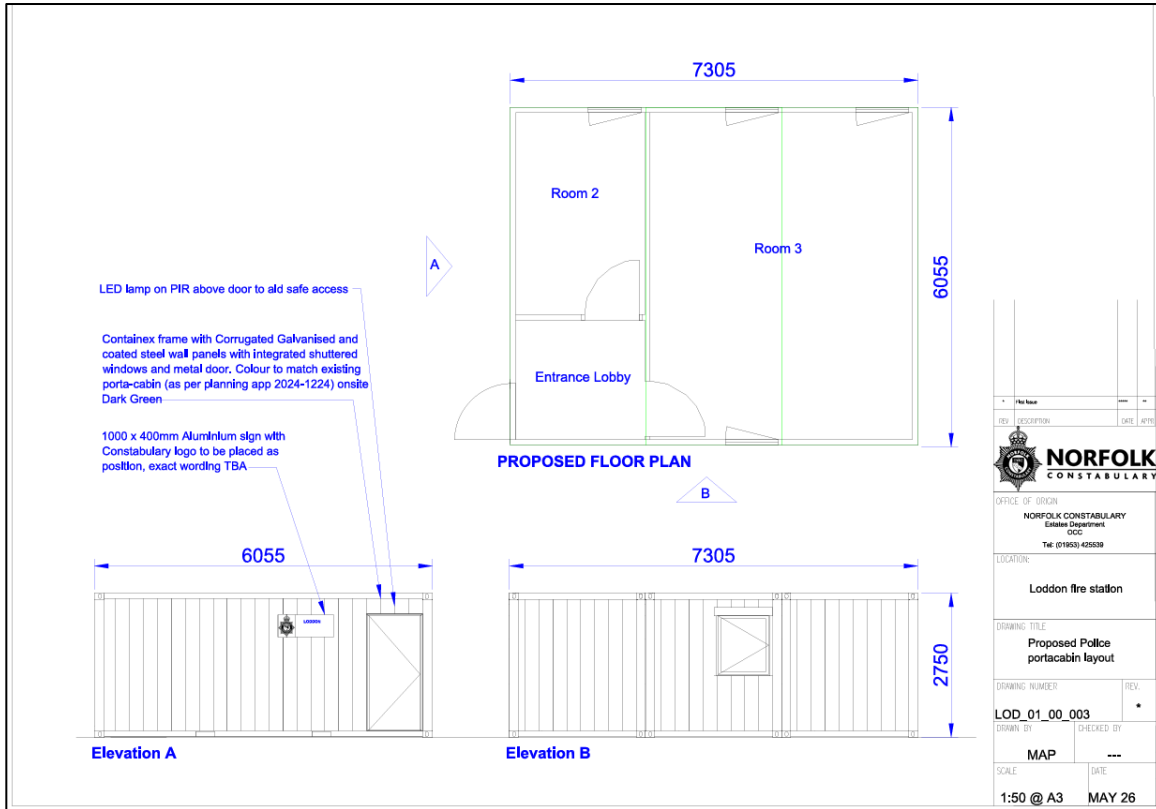 7305
Room 2
Room 3
A
6055
LED lamp on PIR above door to aid safe access
Containex frame with Corrugated Galvanised and
coated steel wall panels with integrated shuttered
windows and metal door. Colour to match existing
porta-cabin (as per planning app 2024-1224) onsite
Dark Green
Entrance Lobby
1000 x 400mm Aluminium sign with
Constabulary logo to be placed as
position, exact wording TBA
PROPOSED FLOOR PLAN
B
6055
7305
LODDEN
2750
Elevation A
Elevation B
* First Issue **** **
REV DESCRIPTION DATE APPR
NORFOLK
CONSTABULARY
OFFICE OF ORIGIN
NORFOLK CONSTABULARY
Estates Department
OCC
Tel: (01953) 425539
LOCATION:
Loddon fire station
DRAWING TITLE
Proposed Police
portacabin layout
DRAWING NUMBER REV.
LOD_01_00_003 *
DRAWN BY CHECKED BY
MAP ---
SCALE DATE
1:50 @ A3 MAY 26